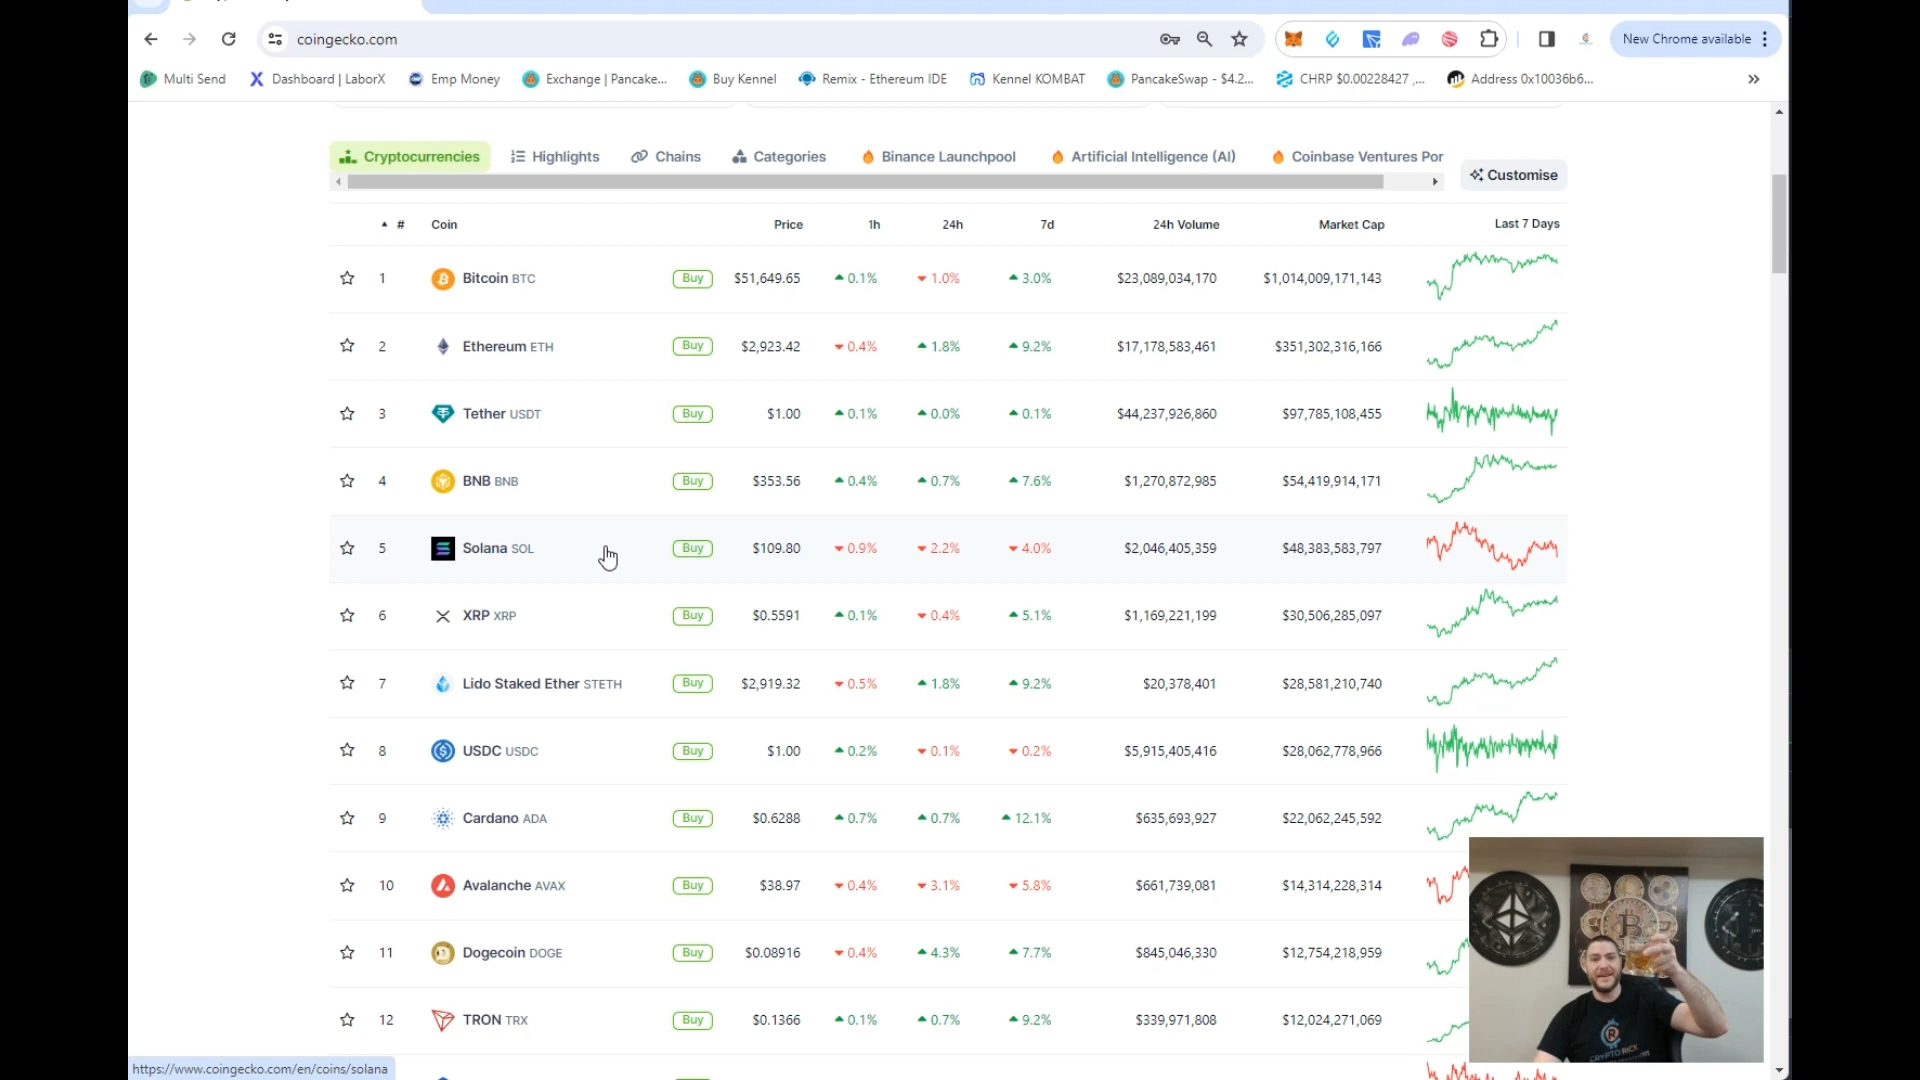 coingecko.com
New Chrome available
Multi Send
Dashboard | LaborX
Emp Money
Exchange | Pancake...
Buy Kennel
Remix - Ethereum IDE
Kennel KOMBAT
PancakeSwap - $4.2...
CHRP $0.00228427 ,...
Address 0x10036b6...
Cryptocurrencies Highlights Chains Categories Binance Launchpool Artificial Intelligence (AI) Coinbase Ventures Por
Customise
# Coin Price 1h 24h 7d 24h Volume Market Cap Last 7 Days
1 Bitcoin BTC Buy $51,649.65 0.1% 1.0% 3.0% $23,089,034,170 $1,014,009,171,143
2 Ethereum ETH Buy $2,923.42 0.4% 1.8% 9.2% $17,178,583,461 $351,302,316,166
3 Tether USDT Buy $1.00 0.1% 0.0% 0.1% $44,237,926,860 $97,785,108,455
4 BNB BNB Buy $353.56 0.4% 0.7% 7.6% $1,270,872,985 $54,419,914,171
5 Solana SOL Buy $109.80 0.9% 2.2% 4.0% $2,046,405,359 $48,383,583,797
6 XRP XRP Buy $0.5591 0.1% 0.4% 5.1% $1,169,221,199 $30,506,285,097
7 Lido Staked Ether STETH Buy $2,919.32 0.5% 1.8% 9.2% $20,378,401 $28,581,210,740
8 USDC USDC Buy $1.00 0.2% 0.1% 0.2% $5,915,405,416 $28,062,778,966
9 Cardano ADA Buy $0.6288 0.7% 0.7% 12.1% $635,693,927 $22,062,245,592
10 Avalanche AVAX Buy $38.97 0.4% 3.1% 5.8% $661,739,081 $14,314,228,314
11 Dogecoin DOGE Buy $0.08916 0.4% 4.3% 7.7% $845,046,330 $12,754,218,959
12 TRON TRX Buy $0.1366 0.1% 0.7% 9.2% $339,971,808 $12,024,271,069
CRYPTO RICK
https://www.coingecko.com/en/coins/solana